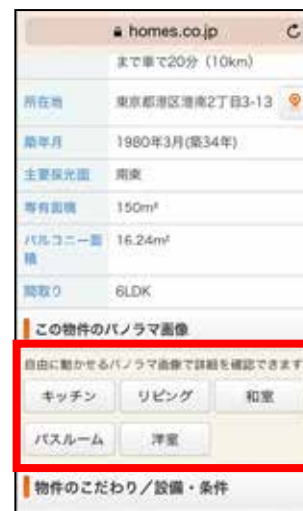 homes.co.jp
まで車で20分（10km）
所在地 東京都港区港南2丁目3-13
築年月 1980年3月(築34年)
主要採光面 南東
専有面積 150m²
バルコニー面積 16.24m²
間取り 6LDK
この物件のパノラマ画像
自由に動かせるパノラマ画像で詳細を確認できます
キッチン リビング 和室
バスルーム 洋室
物件のこだわり／設備・条件